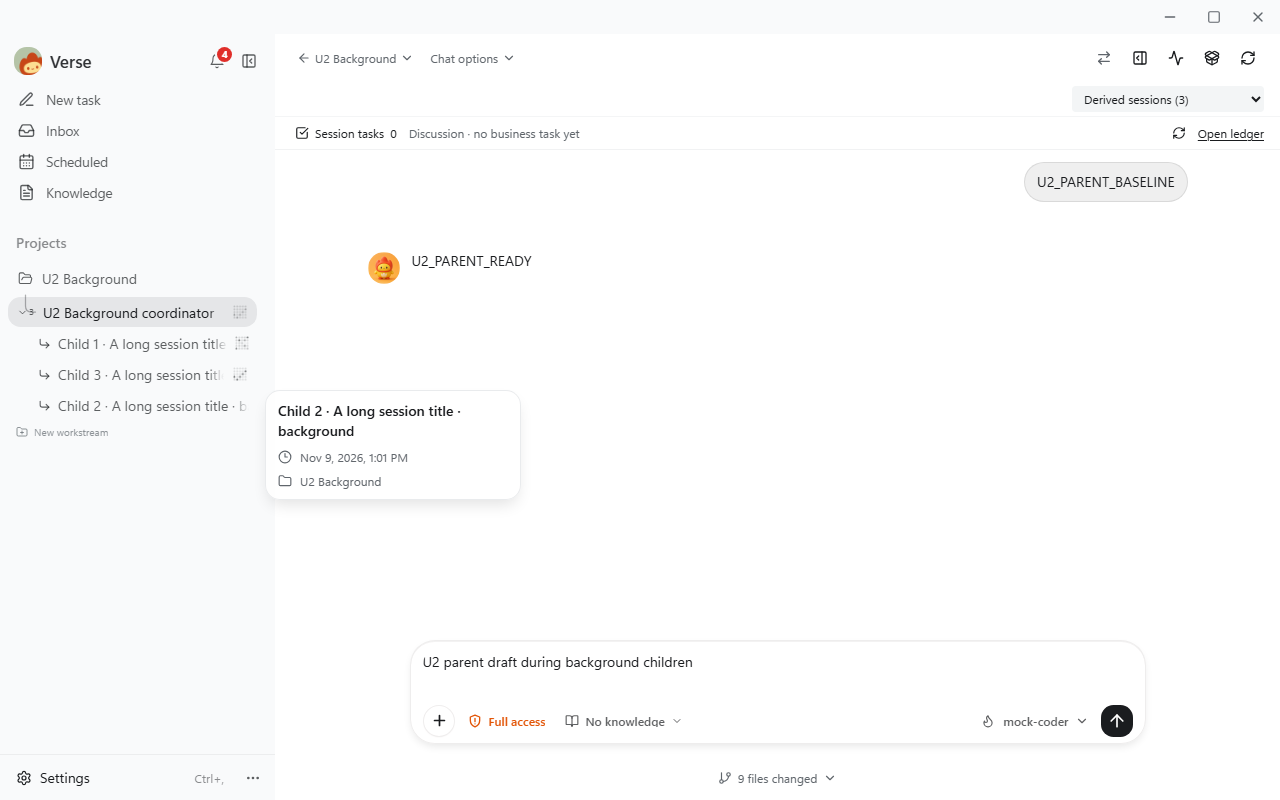 Verse
4
New task
Inbox
Scheduled
Knowledge
Projects
U2 Background
3 U2 Background coordinator
Child 1 · A long session title
Child 3 · A long session titl
Child 2 · A long session title · b
New workstream
Settings
Ctrl+,
U2 Background
Chat options
Derived sessions (3)
Session tasks 0
Discussion · no business task yet
Open ledger
U2_PARENT_BASELINE
U2_PARENT_READY
Child 2 · A long session title ·
background
Nov 9, 2026, 1:01 PM
U2 Background
U2 parent draft during background children
Full access
No knowledge
mock-coder
9 files changed